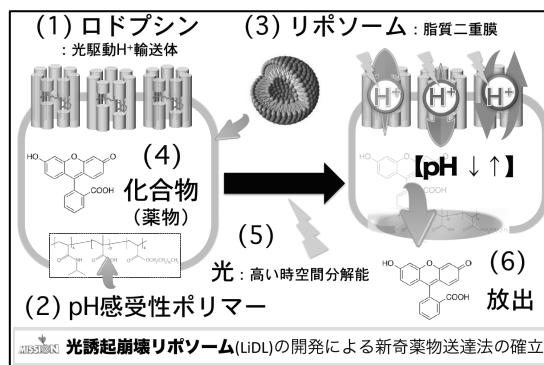 (1) ロドプシン
：光駆動H⁺輸送体
(3) リポソーム：脂質二重膜
H⁺
H⁺
H⁺
HO
O
COOH
(4)
化合物
(薬物)
【pH ↓ ↑】
(5)
光：高い時空間分解能
(2) pH感受性ポリマー
HO
O
COOH
(6)
放出
MISSION
光誘起崩壊リポソーム(LiDL)の開発による新奇薬物送達法の確立